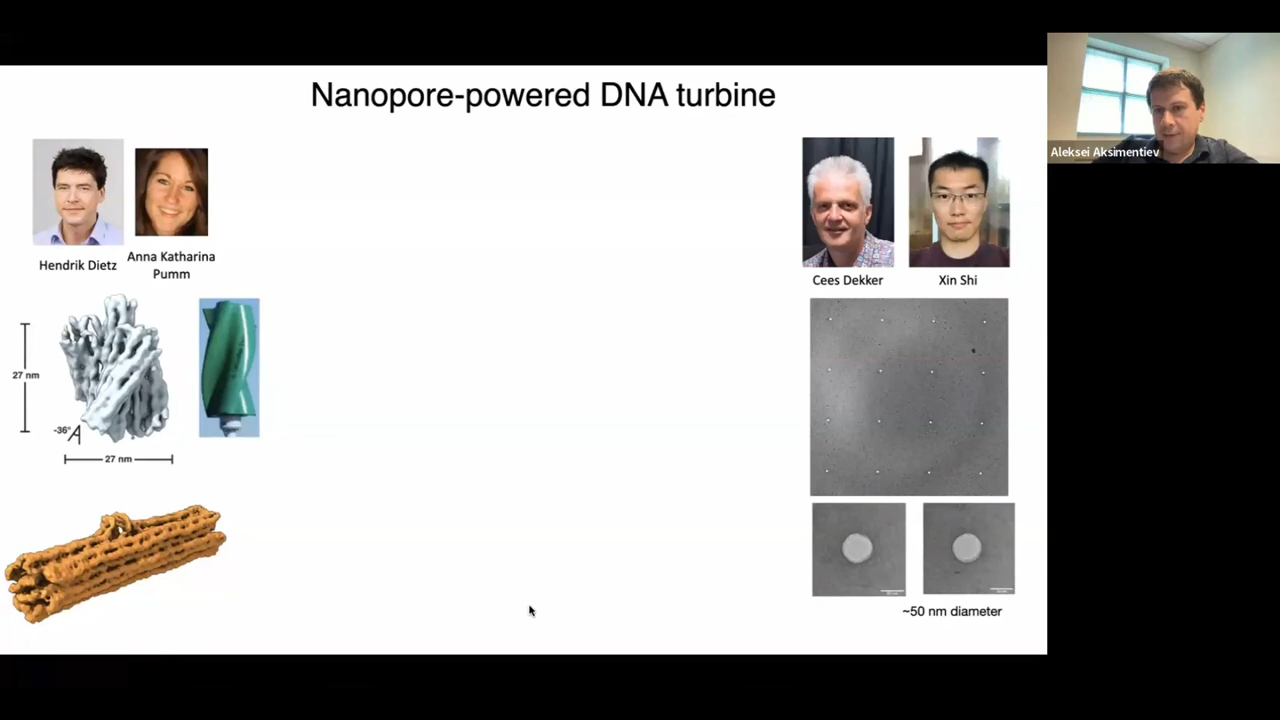 Nanopore-powered DNA turbine
Aleksei Aksimentiev
Hendrik Dietz
Anna Katharina
Pumm
Cees Dekker
Xin Shi
27 nm
-36°
27 nm
~50 nm diameter